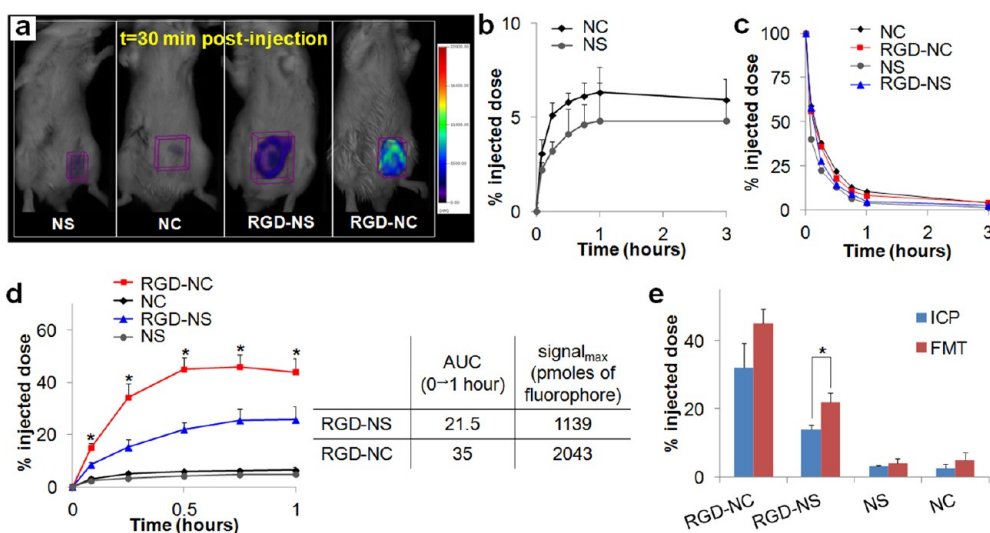 a
t=30 min post-injection
NS
NC
RGD-NS
RGD-NC
b
% injected dose
10
5
0
0
1
2
3
Time (hours)
NC
NS
c
% injected dose
100
75
50
25
0
0
1
2
3
Time (hours)
NC
RGD-NC
NS
RGD-NS
d
RGD-NC
NC
RGD-NS
NS
% injected dose
60
40
20
0
* * * * *
0
0.5
1
Time (hours)
AUC
(0→1 hour)
signalmax
(pmoles of
fluorophore)
RGD-NS 21.5 1139
RGD-NC 35 2043
e
% injected dose
40
20
0
ICP
FMT
*
RGD-NC
RGD-NS
NS
NC